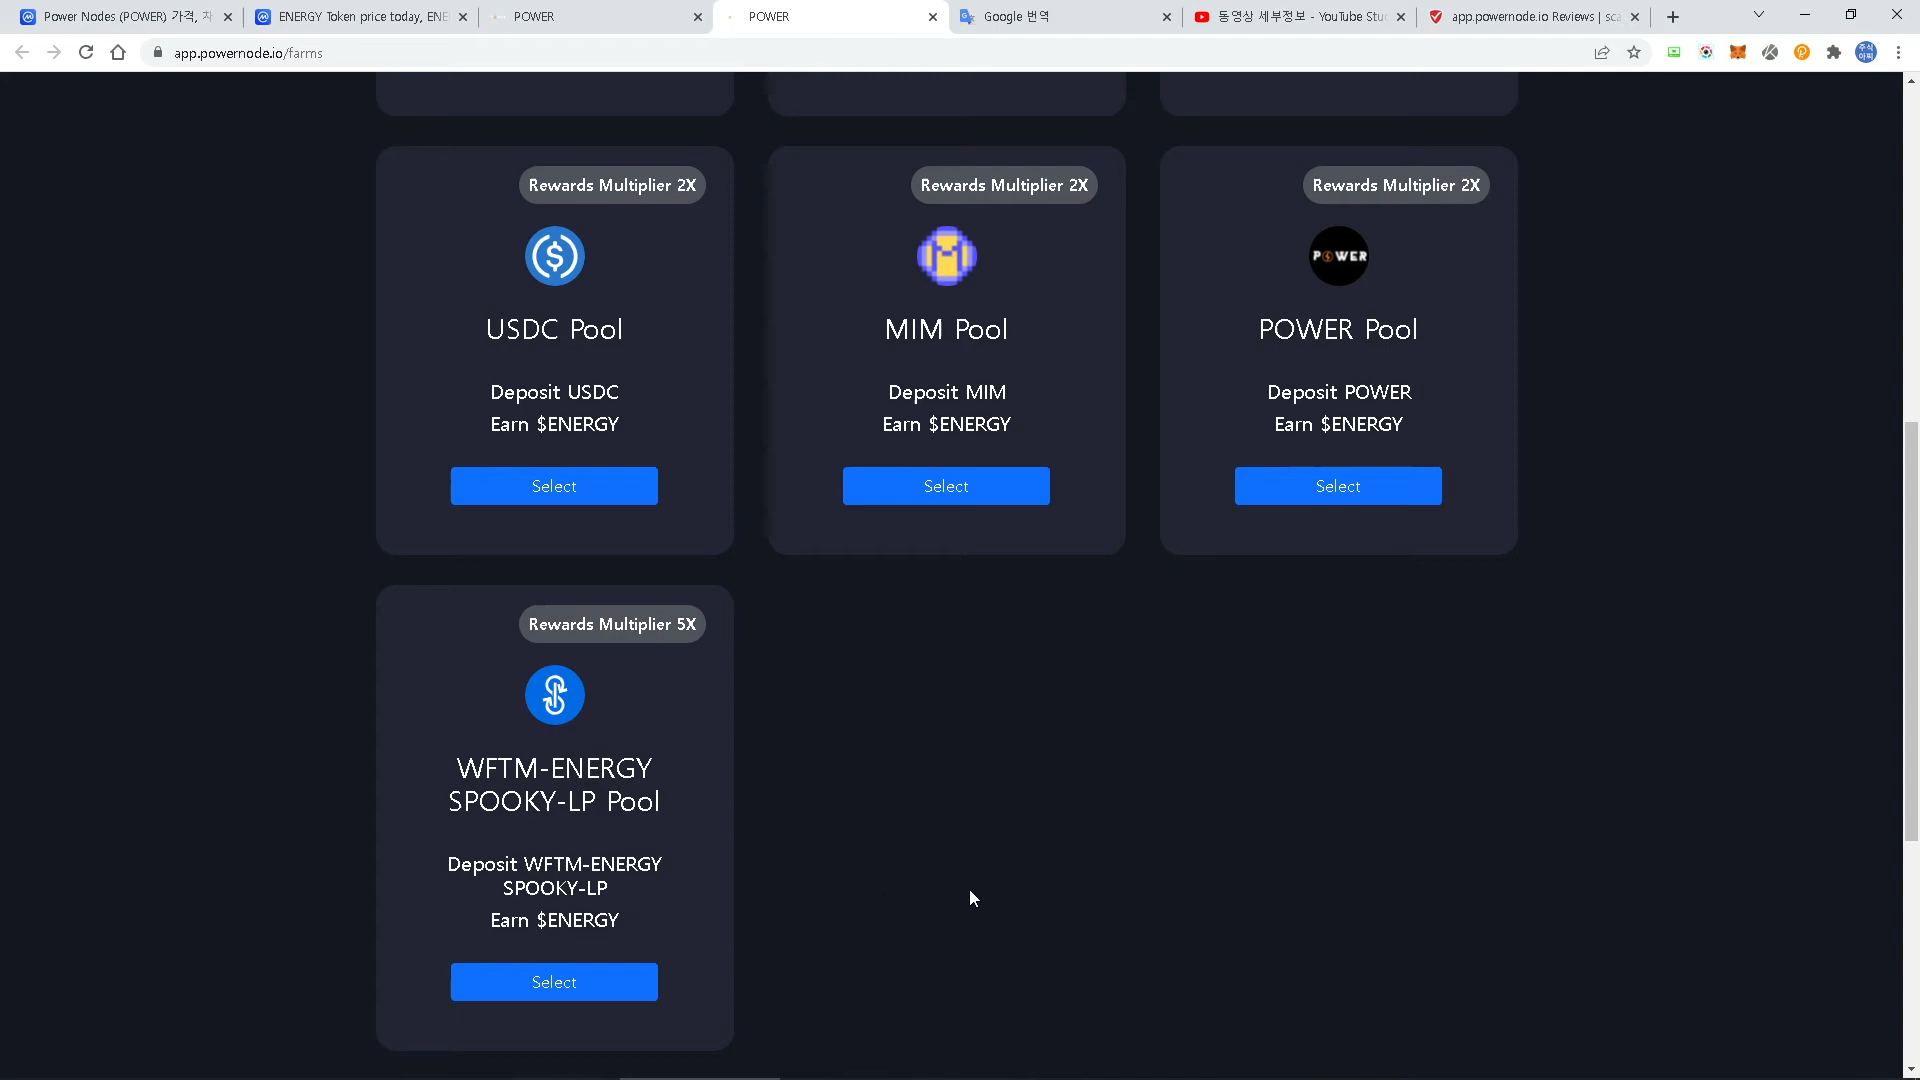 Power Nodes (POWER) 가격, 차
ENERGY Token price today, ENE
POWER
POWER
Google 번역
동영상 세부정보 - YouTube Stu
app.powernode.io Reviews | sca
app.powernode.io/farms
주식
Rewards Multiplier 2X
Rewards Multiplier 2X
Rewards Multiplier 2X
POWER
USDC Pool
MIM Pool
POWER Pool
Deposit USDC
Deposit MIM
Deposit POWER
Earn $ENERGY
Earn $ENERGY
Earn $ENERGY
Select
Select
Select
Rewards Multiplier 5X
WFTM-ENERGY
SPOOKY-LP Pool
Deposit WFTM-ENERGY
SPOOKY-LP
Earn $ENERGY
Select